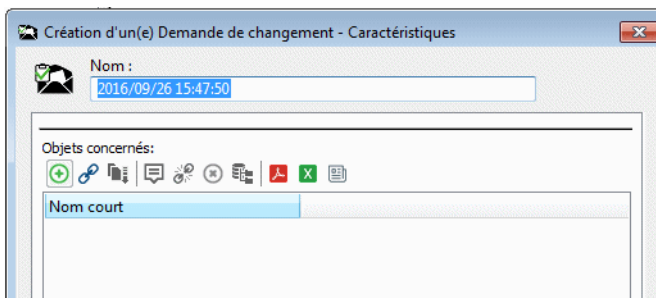 Création d'un(e) Demande de changement - Caractéristiques
Nom :
2016/09/26 15:47:50
Objets concernés:
Nom court